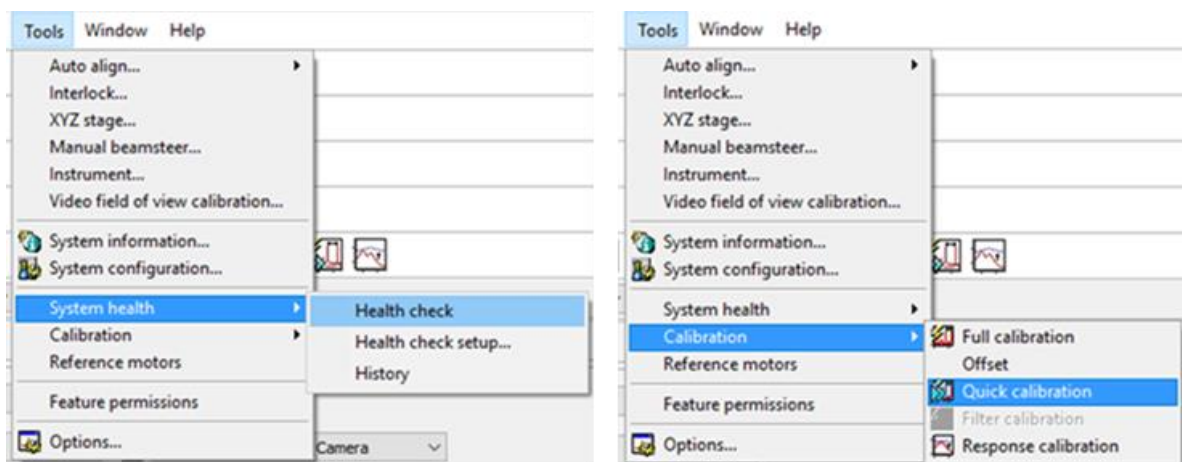 Tools Window Help
Auto align...
Interlock...
XYZ stage...
Manual beamsteer...
Instrument...
Video field of view calibration...
System information...
System configuration...
System health
Health check
Calibration
Health check setup...
Reference motors
History
Feature permissions
Options...
Camera
Tools Window Help
Auto align...
Interlock...
XYZ stage...
Manual beamsteer...
Instrument...
Video field of view calibration...
System information...
System configuration...
System health
Calibration
Full calibration
Reference motors
Offset
Quick calibration
Feature permissions
Filter calibration
Options...
Response calibration